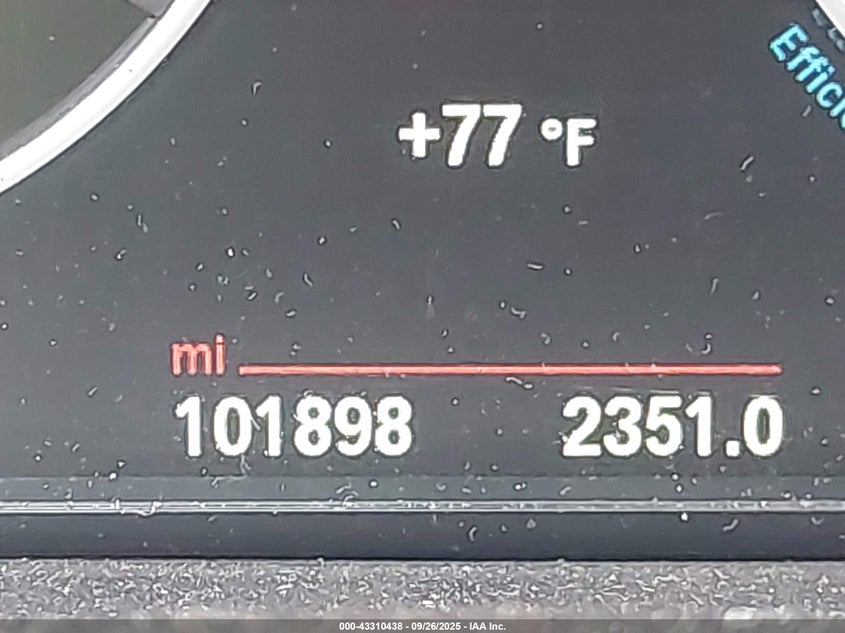 Effici
+77 °F
mi
101898 2351.0
000-43310438 - 09/26/2025 - IAA Inc.